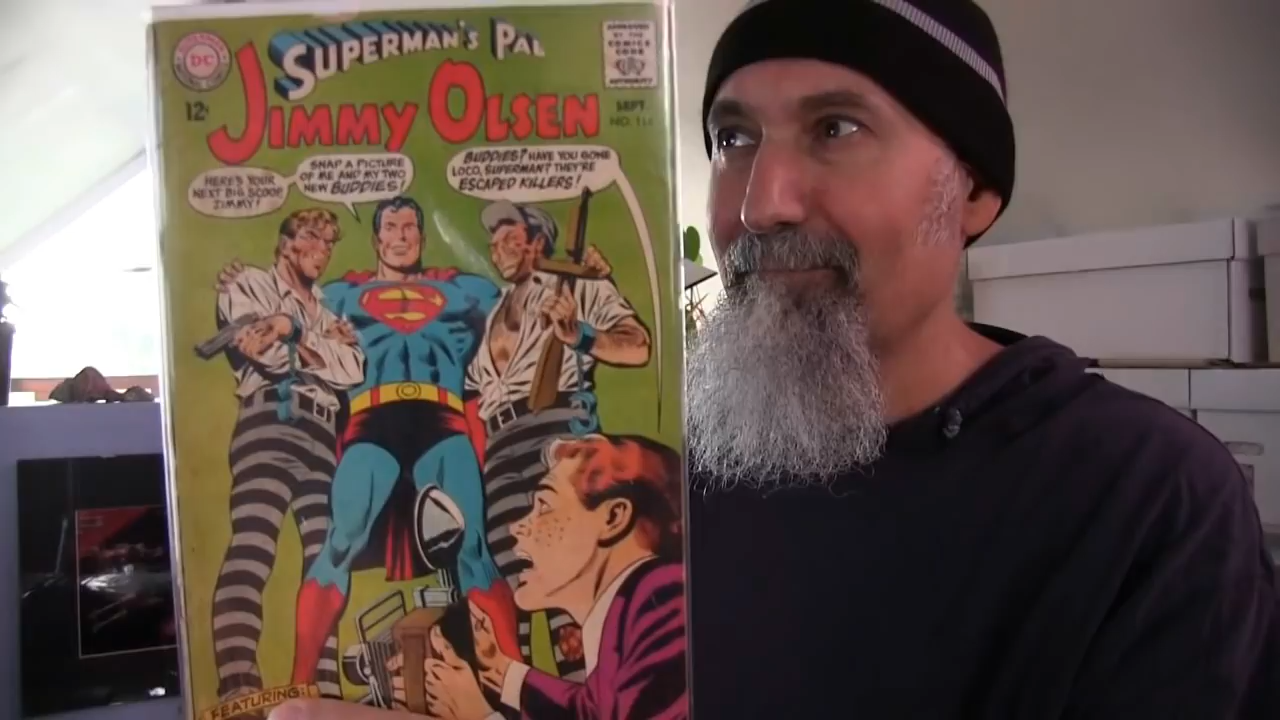 SUPERMAN'S PAL
JIMMY OLSEN
DC
12¢
APPROVED
BY THE
COMICS
CODE
AUTHORITY
SEPT.
NO. 11
HERE'S YOUR
NEXT BIG SCOOP
JIMMY!
SNAP A PICTURE
OF ME AND MY TWO
NEW BUDDIES!
BUDDIES? HAVE YOU GONE
LOCO, SUPERMAN? THEY'RE
ESCAPED KILLERS!
S
FEATURING: